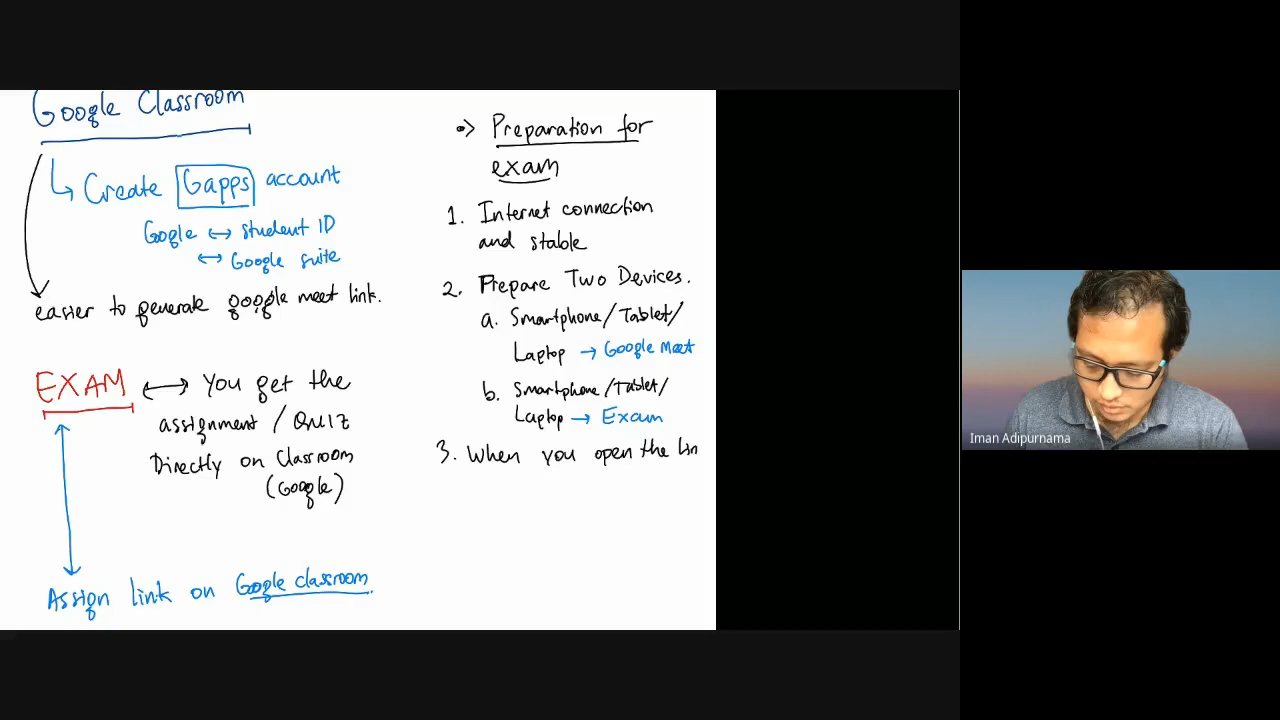 Google Classroom
↳ Create Gapps account
Google ↔ student ID
↔ Google suite
easier to generate google meet link.
EXAM ↔ You get the
assignment / QUIZ
Directly on Classroom
(Google)
Assign link on Google classroom
•> Preparation for
exam
1. Internet connection
and stable
2. Prepare Two Devices.
a. Smartphone/Tablet/
Laptop → Google Meet
b. Smartphone/Tablet/
Laptop → Exam
3. When you open the lin
Iman Adipurnama